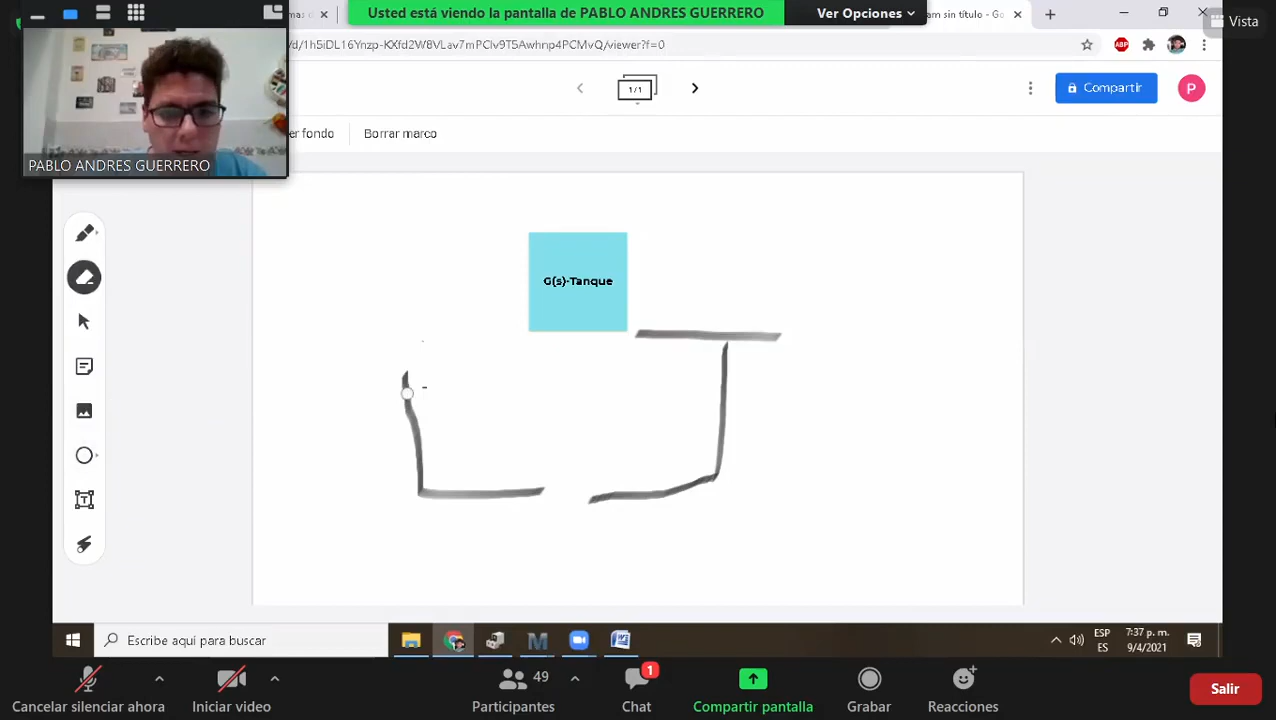 Usted está viendo la pantalla de PABLO ANDRES GUERRERO
Ver Opciones
Vista
PABLO ANDRES GUERRERO
1/1
Compartir
P
er fondo
Borrar marco
G(s)-Tanque
Escribe aquí para buscar
ESP
ES
7:37 p. m.
9/4/2021
Cancelar silenciar ahora
Iniciar video
49
Participantes
1
Chat
Compartir pantalla
Grabar
Reacciones
Salir